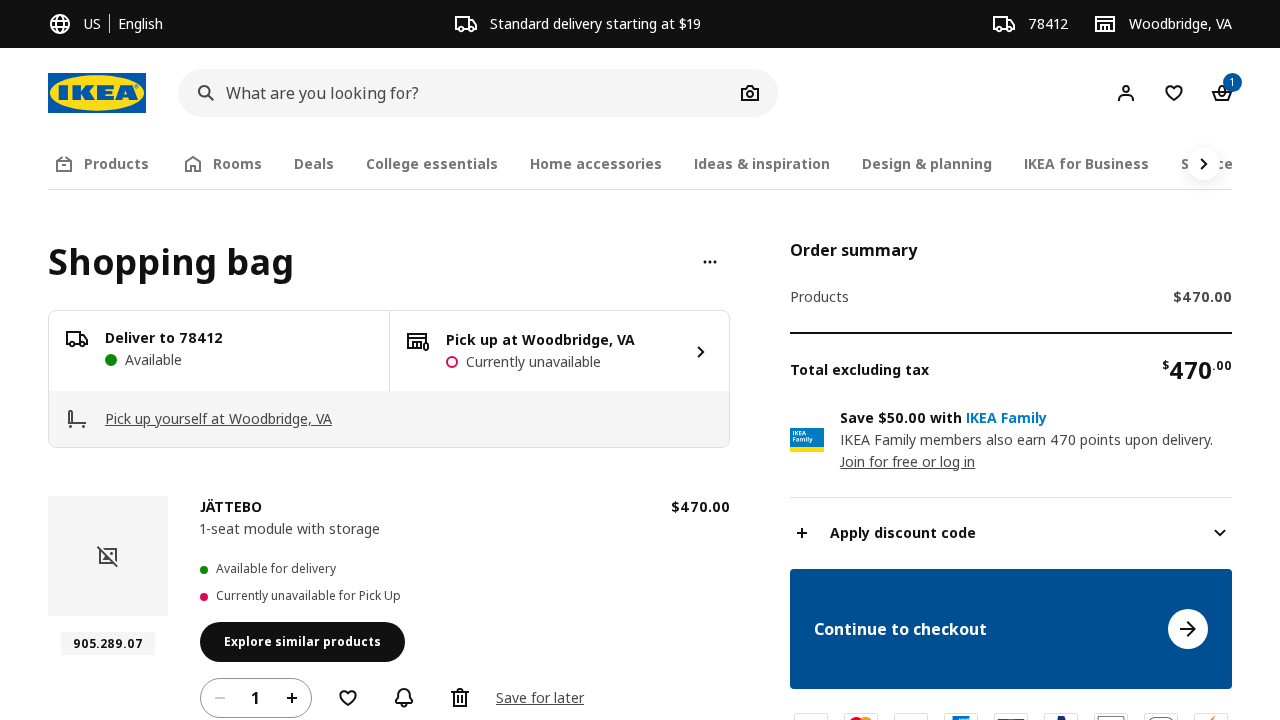 US
English
Standard delivery starting at $19
78412
Woodbridge, VA
IKEA
What are you looking for?
1
Products
Rooms
Deals
College essentials
Home accessories
Ideas & inspiration
Design & planning
IKEA for Business
Shopping bag
Deliver to 78412
Available
Pick up at Woodbridge, VA
Currently unavailable
Pick up yourself at Woodbridge, VA
JÄTTEBO
$470.00
1-seat module with storage
Available for delivery
Currently unavailable for Pick Up
905.289.07
Explore similar products
1
Save for later
Order summary
Products
$470.00
Total excluding tax
$470.00
IKEA
Family
Save $50.00 with IKEA Family
IKEA Family members also earn 470 points upon delivery.
Join for free or log in
Apply discount code
Continue to checkout